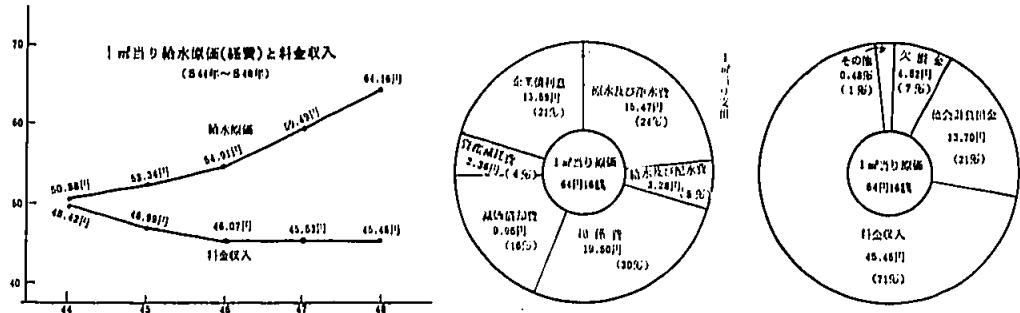 1㎥当り給水原価(経費)と料金収入
(S44年～S48年)
70
60
50
40
44
45
46
47
48
給水原価
50.88円
53.34円
54.91円
59.49円
64.16円
料金収入
48.42円
46.99円
46.07円
45.53円
45.46円
1㎥当り原価
64円16銭
原水及び浄水費
15.47円
(24%)
給水及び配水費
3.28円
(5%)
担係費
19.50円
(30%)
減価償却費
9.96円
(16%)
資産減耗費
2.36円
(4%)
企業債利息
13.59円
(21%)
1㎥当り原価
64円16銭
欠損金
4.52円
(7%)
他会計負担金
13.70円
(21%)
料金収入
45.46円
(71%)
その他
0.48%
(1%)